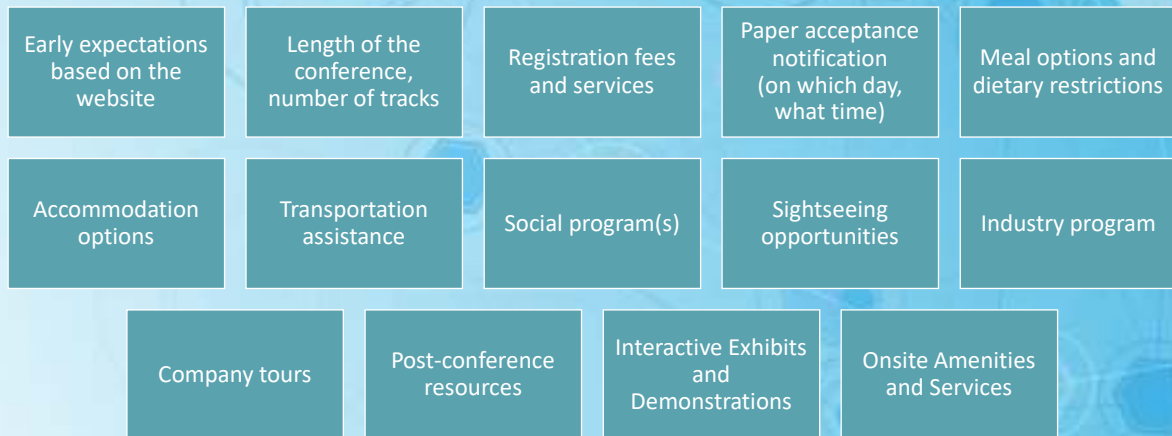 Early expectations
based on the
website
Length of the
conference,
number of tracks
Registration fees
and services
Paper acceptance
notification
(on which day,
what time)
Meal options and
dietary restrictions
Accommodation
options
Transportation
assistance
Social program(s)
Sightseeing
opportunities
Industry program
Company tours
Post-conference
resources
Interactive Exhibits
and
Demonstrations
Onsite Amenities
and Services